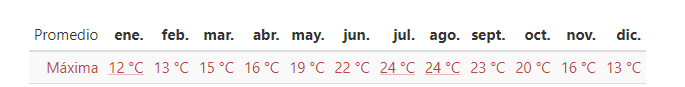 Promedio ene. feb. mar. abr. may. jun. jul. ago. sept. oct. nov. dic.
Máxima 12 °C 13 °C 15 °C 16 °C 19 °C 22 °C 24 °C 24 °C 23 °C 20 °C 16 °C 13 °C